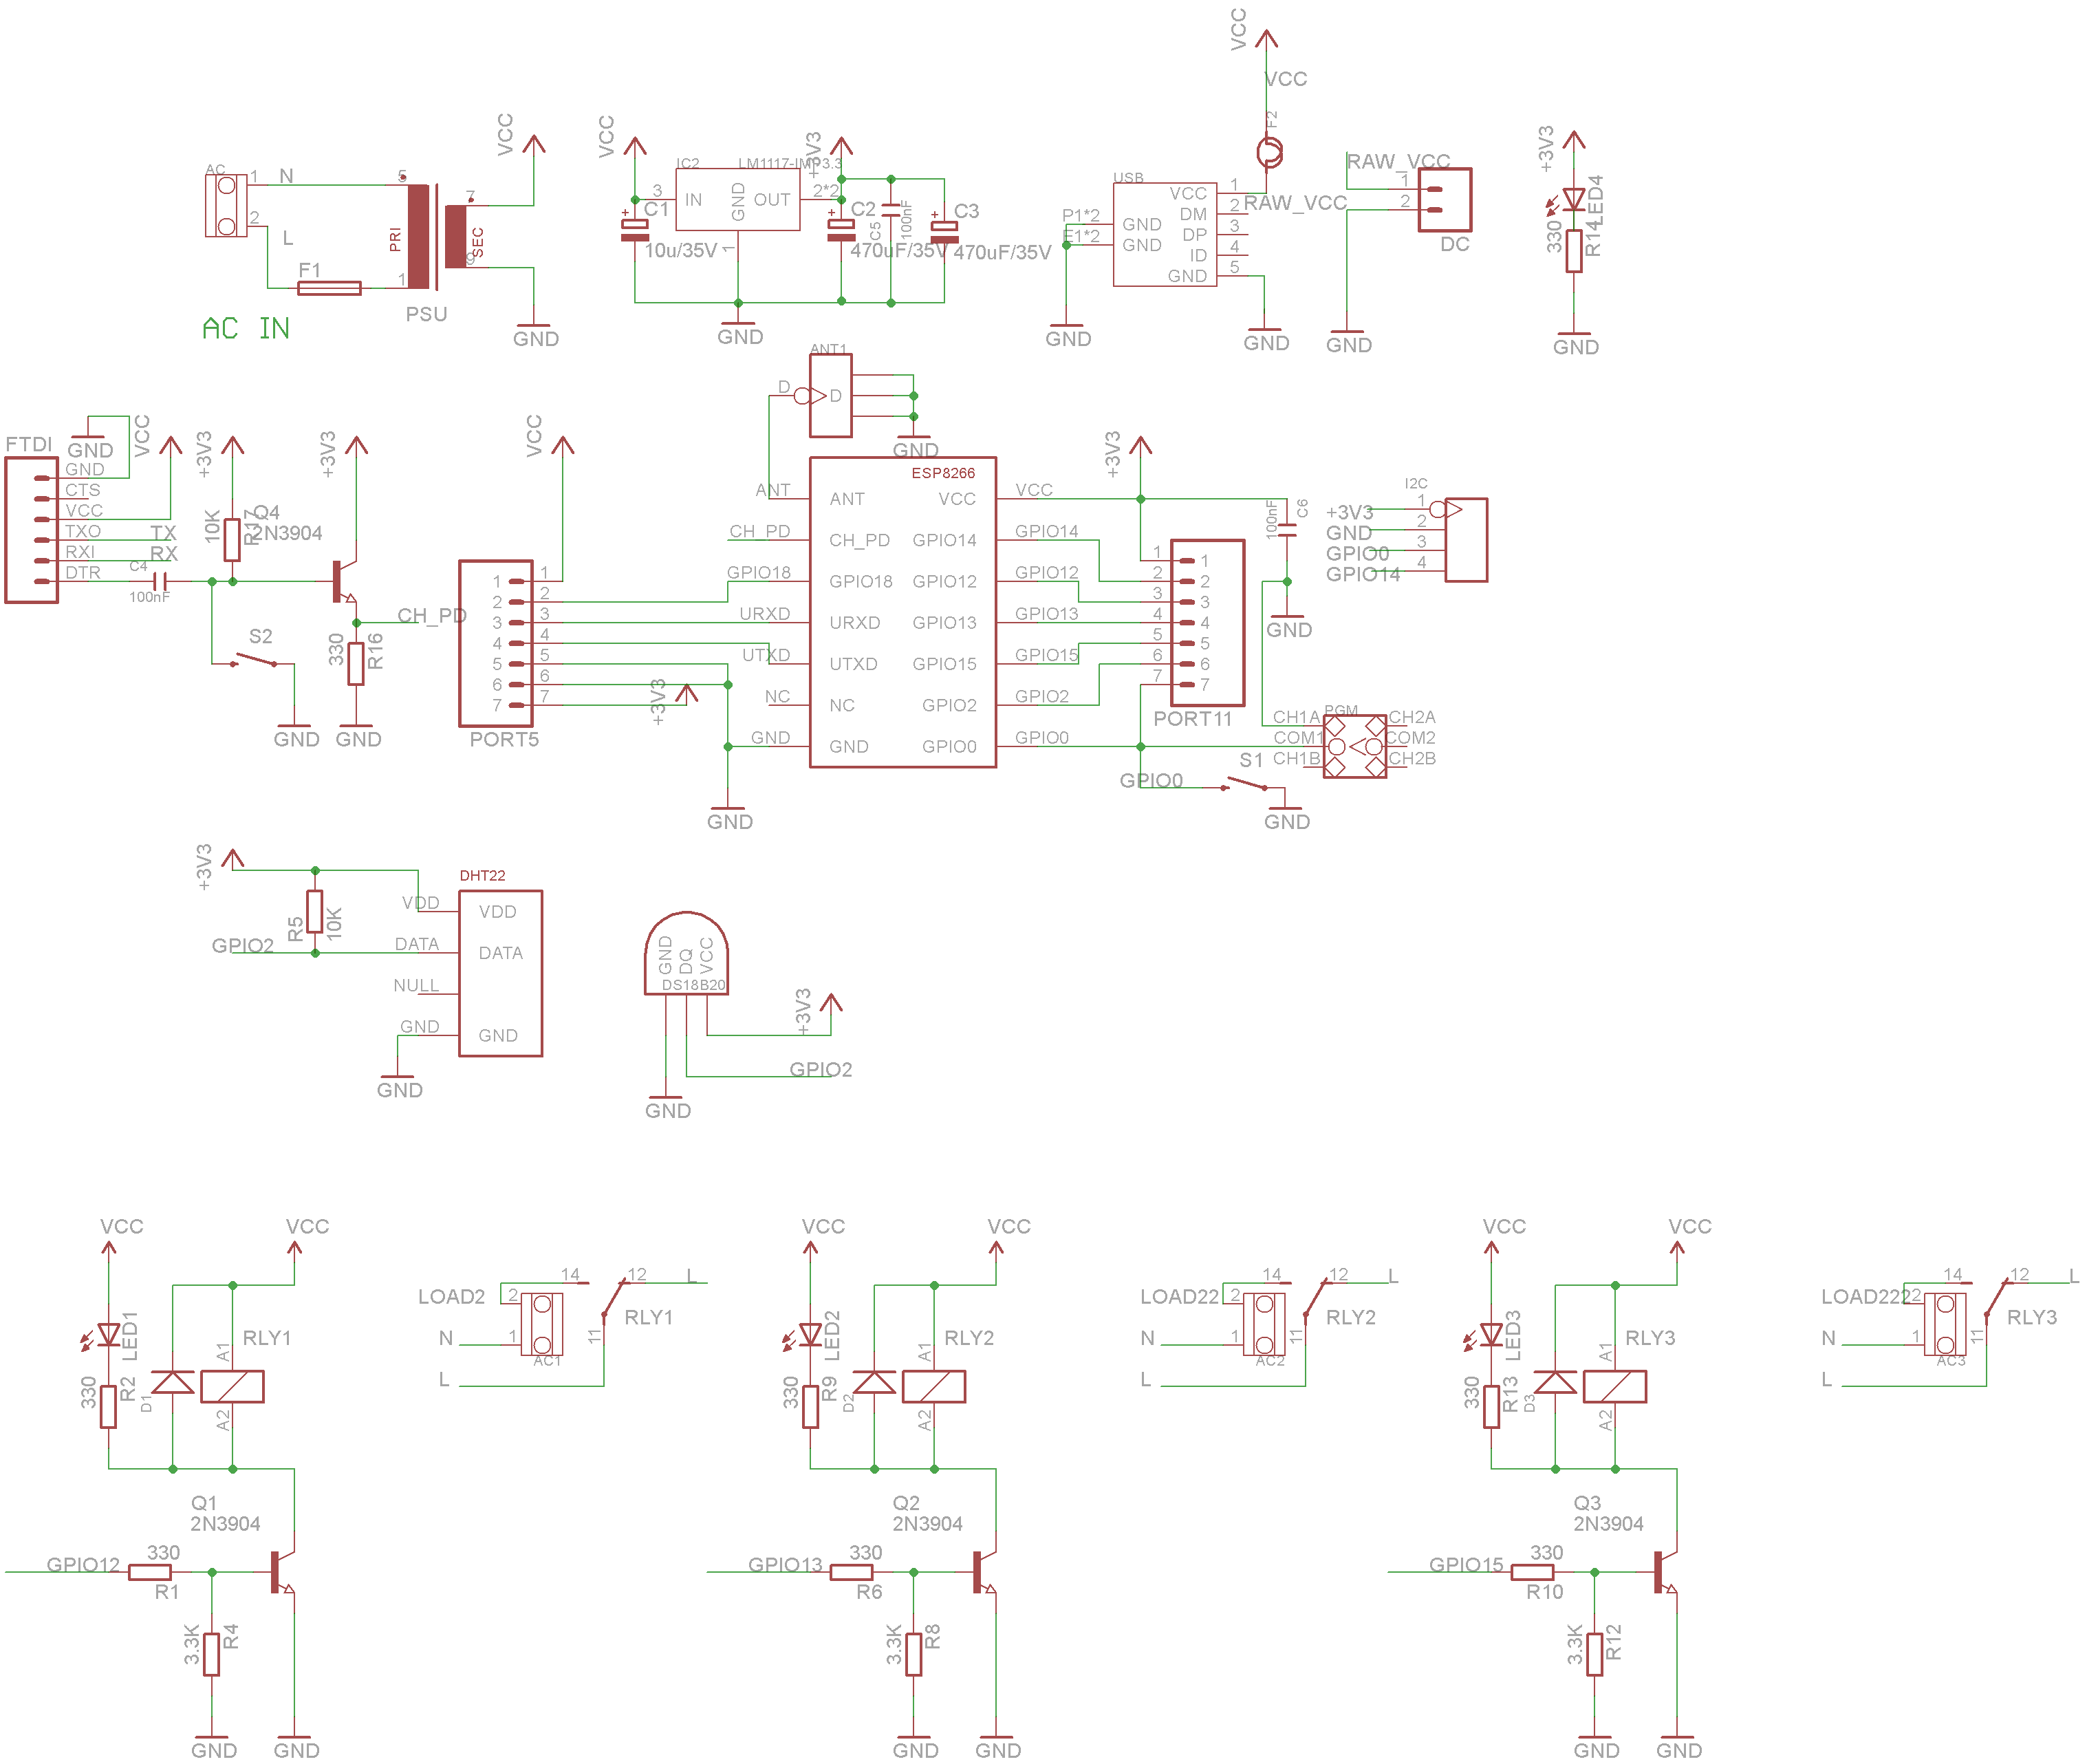 VCC
VCC
F2
AC
1
N
2
L
F1
5
PRI
1
7
SEC
9
PSU
VCC
GND
AC IN
VCC
C1
10u/35V
3
IC2
IN
GND
OUT
1
2*2
+3V3
C2
470uF/35V
C5
100nF
C3
470uF/35V
GND
USB
P1*2
GND
E1*2
GND
VCC
1
RAW_VCC
DM
2
DP
3
ID
4
GND
5
GND
GND
RAW_VCC
1
2
DC
GND
+3V3
LED4
330
R14
GND
FTDI
GND
GND
CTS
VCC
VCC
TXO
TX
RXI
RX
DTR
C4
100nF
+3V3
10K
R17
Q4
2N3904
S2
GND
+3V3
CH_PD
330
R16
GND
VCC
1 1
2 2
3 3
4 4
5 5
6 6
7 7
+3V3
PORT5
ANT1
D
D
GND
ESP8266
ANT
ANT
CH_PD
CH_PD
GPIO18
GPIO18
URXD
URXD
UTXD
UTXD
NC
NC
GND
GND
GND
VCC
VCC
GPIO14
GPIO14
GPIO12
GPIO12
GPIO13
GPIO13
GPIO15
GPIO15
GPIO2
GPIO2
GPIO0
GPIO0
+3V3
1 1
2 2
3 3
4 4
5 5
6 6
7 7
PORT11
100nF
C6
GND
I2C
+3V3
1
GND
2
GPIO0
3
GPIO14
4
PGM
CH1A
CH2A
COM1
COM2
CH1B
CH2B
GPIO0
S1
GND
+3V3
R5
10K
GPIO2
DHT22
VDD
VDD
DATA
DATA
NULL
GND
GND
GND
GND
DQ
VCC
DS18B20
+3V3
GPIO2
GND
VCC
VCC
LED1
330
R2
D1
A1
RLY1
A2
Q1
2N3904
GPIO12
330
R1
3.3K
R4
GND
GND
LOAD2
14
12
L
2
N
1
11
RLY1
AC1
L
VCC
VCC
LED2
330
R9
D2
A1
RLY2
A2
Q2
2N3904
GPIO13
330
R6
3.3K
R8
GND
GND
LOAD22
14
12
L
2
N
1
11
RLY2
AC2
L
VCC
VCC
LED3
330
R13
D3
A1
RLY3
A2
Q3
2N3904
GPIO15
330
R10
3.3K
R12
GND
GND
LOAD222
14
12
L
2
N
1
11
RLY3
AC3
L